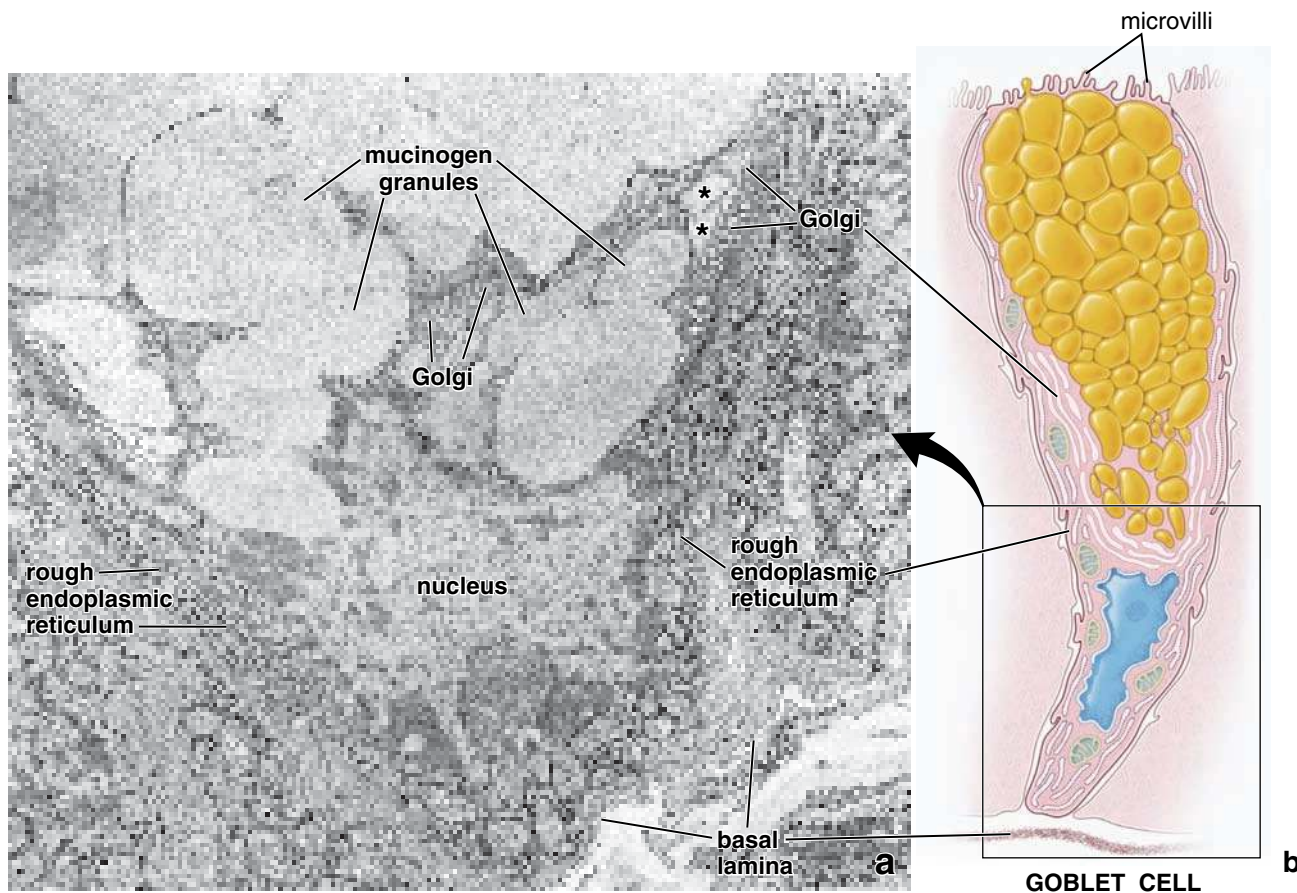 microvilli
mucinogen
granules
*
*
Golgi
Golgi
rough
endoplasmic
reticulum
nucleus
rough
endoplasmic
reticulum
basal
lamina
a
b
GOBLET CELL